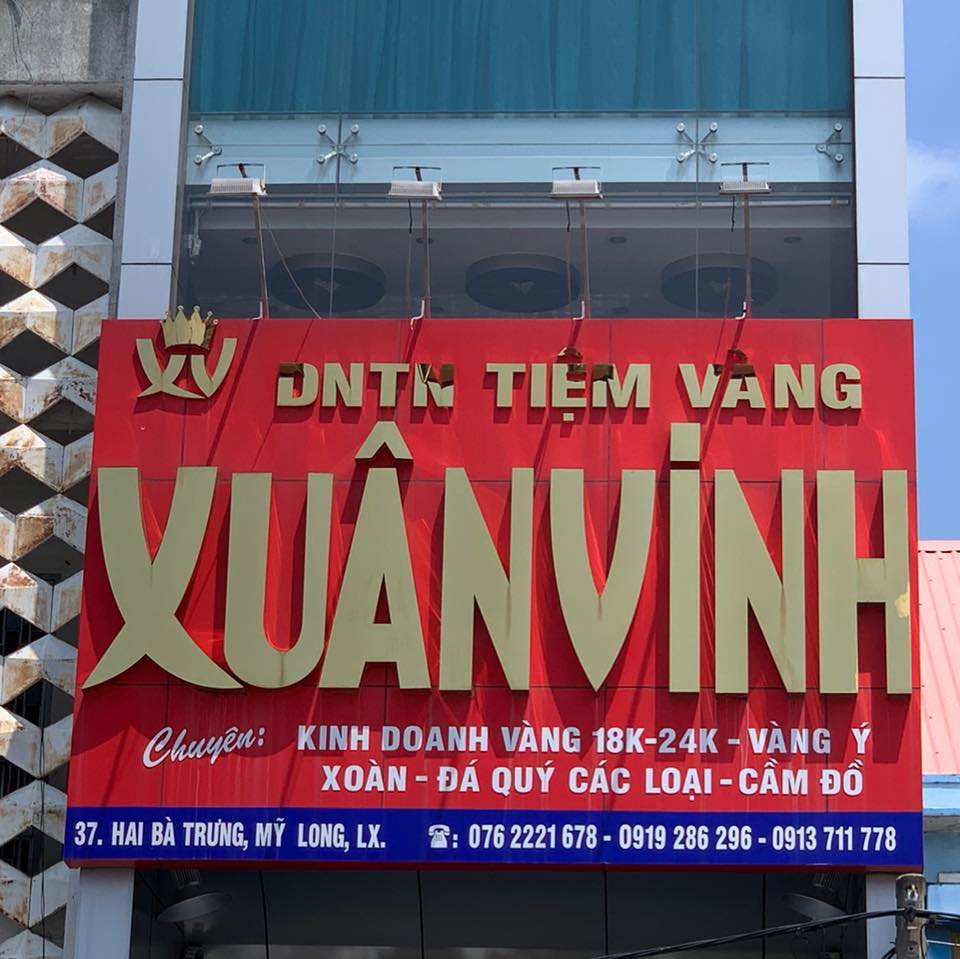 XV
DNTN TIỆM VÀNG
XUÂN VINH
Chuyên: KINH DOANH VÀNG 18K-24K - VÀNG Ý
XOÀN - ĐÁ QUÝ CÁC LOẠI - CẦM ĐỒ
37. HAI BÀ TRƯNG, MỸ LONG, LX. ☎: 076 2221 678 - 0919 286 296 - 0913 711 778